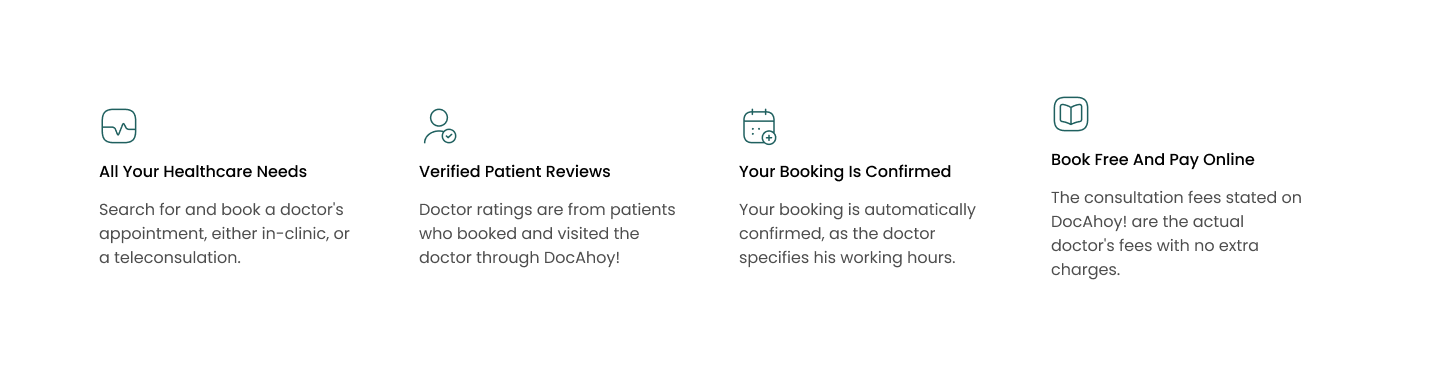 All Your Healthcare Needs
Search for and book a doctor's
appointment, either in-clinic, or
a teleconsulation.
Verified Patient Reviews
Doctor ratings are from patients
who booked and visited the
doctor through DocAhoy!
Your Booking Is Confirmed
Your booking is automatically
confirmed, as the doctor
specifies his working hours.
Book Free And Pay Online
The consultation fees stated on
DocAhoy! are the actual
doctor's fees with no extra
charges.